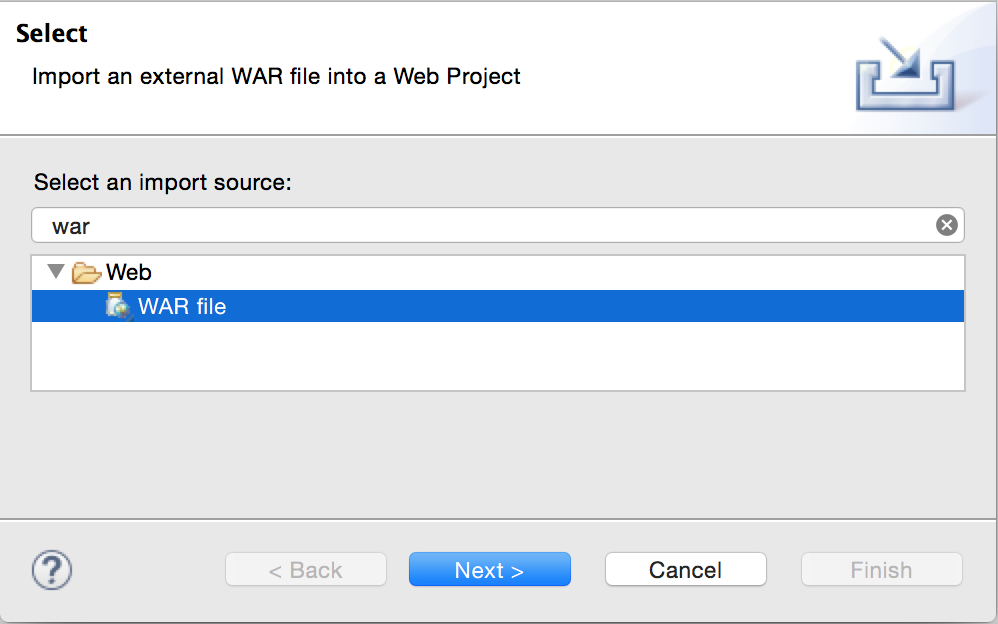 Select
Import an external WAR file into a Web Project
Select an import source:
war
Web
WAR file
?
< Back
Next >
Cancel
Finish